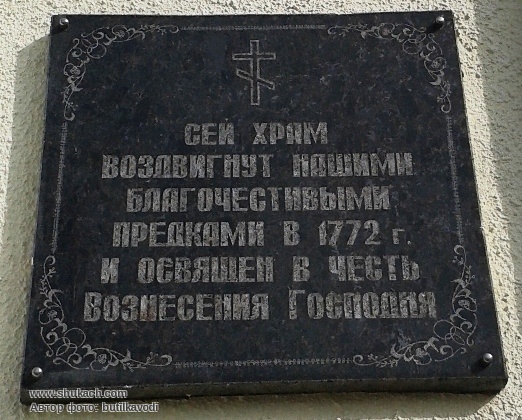 СЕЙ ХРАМ
ВОЗДВИГНУТ НАШИМИ
БЛАГОЧЕСТИВЫМИ
ПРЕДКАМИ В 1772 г.
И ОСВЯЩЕН В ЧЕСТЬ
ВОЗНЕСЕНИЯ ГОСПОДНЯ
www.shukach.com
Автор фото: butilkavodi